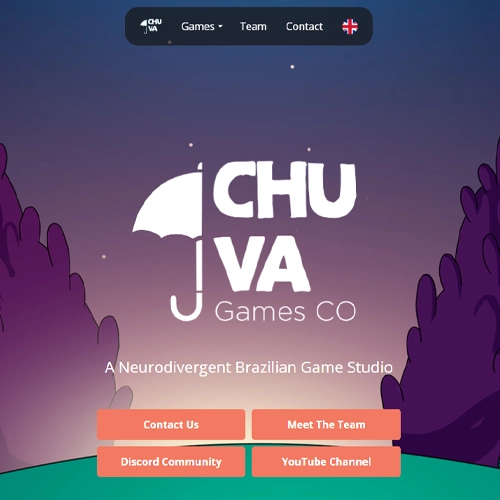 CHU
VA
Games
Team
Contact
CHU
VA
Games CO
A Neurodivergent Brazilian Game Studio
Contact Us
Meet The Team
Discord Community
YouTube Channel